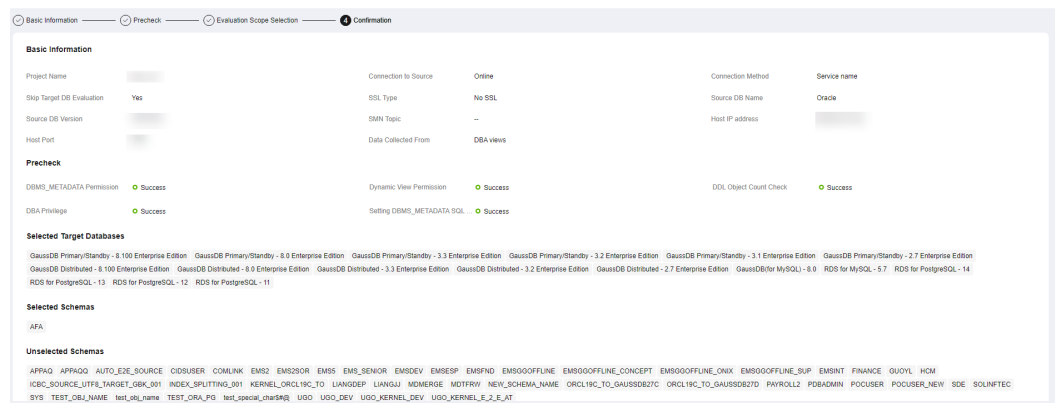 Basic Information Precheck Evaluation Scope Selection 4 Confirmation
Basic Information
Project Name Connection to Source Online Connection Method Service name
Skip Target DB Evaluation Yes SSL Type No SSL Source DB Name Oracle
Source DB Version SMN Topic -- Host IP address
Host Port Data Collected From DBA views
Precheck
DBMS_METADATA Permission Success Dynamic View Permission Success DDL Object Count Check Success
DBA Privilege Success Setting DBMS_METADATA SQL ... Success
Selected Target Databases
GaussDB Primary/Standby - 8.100 Enterprise Edition GaussDB Primary/Standby - 8.0 Enterprise Edition GaussDB Primary/Standby - 3.3 Enterprise Edition GaussDB Primary/Standby - 3.2 Enterprise Edition GaussDB Primary/Standby - 3.1 Enterprise Edition GaussDB Primary/Standby - 2.7 Enterprise Edition
GaussDB Distributed - 8.100 Enterprise Edition GaussDB Distributed - 8.0 Enterprise Edition GaussDB Distributed - 3.3 Enterprise Edition GaussDB Distributed - 3.2 Enterprise Edition GaussDB Distributed - 2.7 Enterprise Edition GaussDB(for MySQL) - 8.0 RDS for MySQL - 5.7 RDS for PostgreSQL - 14
RDS for PostgreSQL - 13 RDS for PostgreSQL - 12 RDS for PostgreSQL - 11
Selected Schemas
AFA
Unselected Schemas
APPAQ APPAQQ AUTO_E2E_SOURCE CIDSUSER COMLINK EMS2 EMS2SOR EMS5 EMS_SENIOR EMSDEV EMSESP EMSFND EMSGGOFFLINE EMSGGOFFLINE_CONCEPT EMSGGOFFLINE_ONIX EMSGGOFFLINE_SUP EMSINT FINANCE GUOYL HCM
ICBC_SOURCE_UTF8_TARGET_GBK_001 INDEX_SPLITTING_001 KERNEL_ORCL19C_TO LIANGDEP LIANGJJ MDMERGE MDTFRW NEW_SCHEMA_NAME ORCL19C_TO_GAUSSDB27C ORCL19C_TO_GAUSSDB27D PAYROLL2 PDBADMIN POCUSER POCUSER_NEW SDE SOLINFTEC
SYS TEST_OBJ_NAME test_obj_name TEST_ORA_PG test_special_char$#@ UGO UGO_DEV UGO_KERNEL_DEV UGO_KERNEL_E_2_E_AT